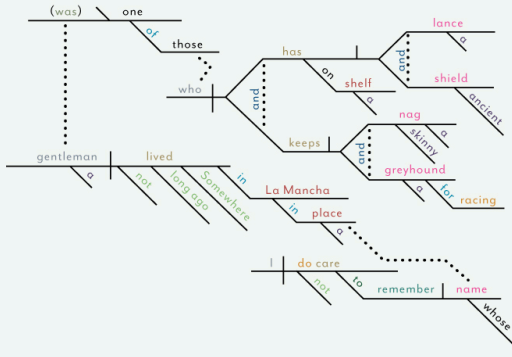 (was) one
of
those
who
has
and
on
shelf
a
and
lance
a
shield
ancient
keeps
and
nag
a
skinny
greyhound
a
for
racing
gentleman lived
a
not
long ago
Somewhere
in
La Mancha
in
place
a
I do care
not
to
remember name
whose